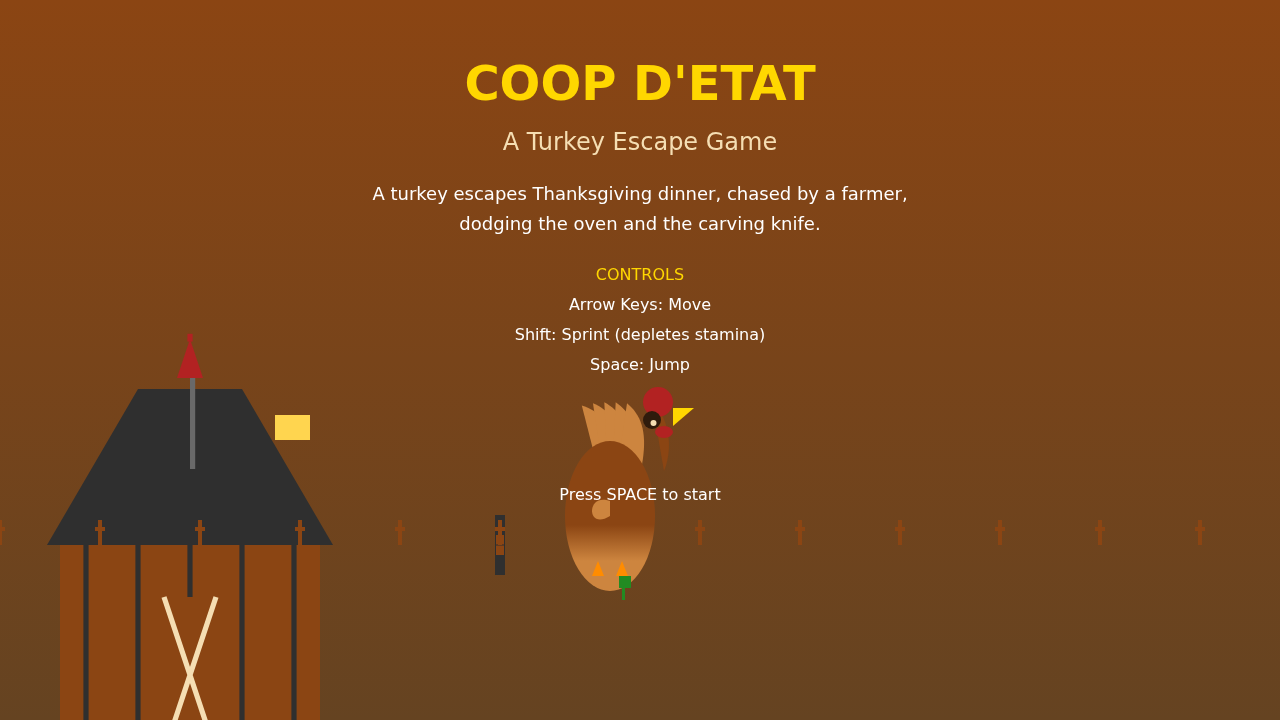 COOP D'ETAT
A Turkey Escape Game
A turkey escapes Thanksgiving dinner, chased by a farmer,
dodging the oven and the carving knife.
CONTROLS
Arrow Keys: Move
Shift: Sprint (depletes stamina)
Space: Jump
Press SPACE to start